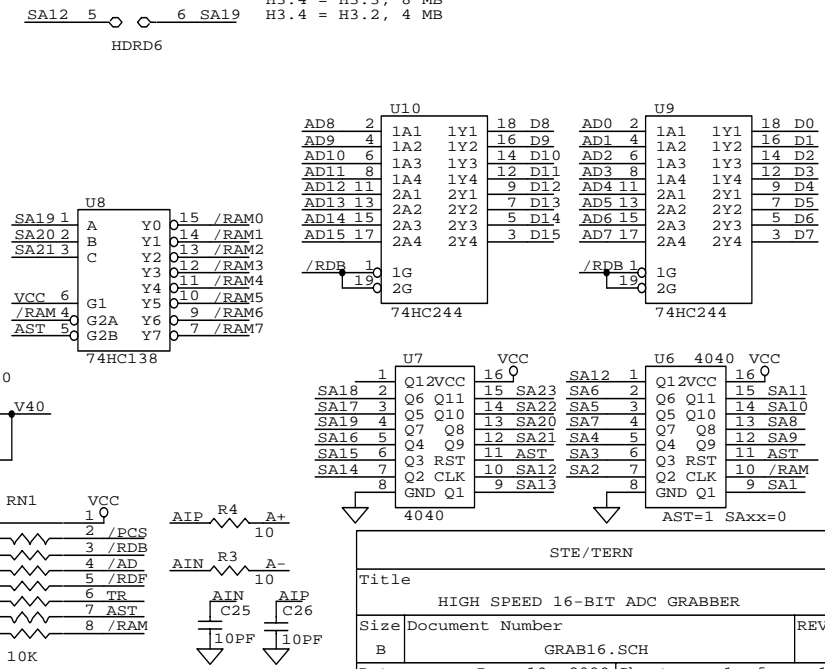 H3.4 = H3.3, 8 MB
SA12 5 6 SA19 H3.4 = H3.2, 4 MB
HDRD6
U10
AD8 2 1A1 1Y1 18 D8
AD9 4 1A2 1Y2 16 D9
AD10 6 1A3 1Y3 14 D10
AD11 8 1A4 1Y4 12 D11
AD12 11 2A1 2Y1 9 D12
AD13 13 2A2 2Y2 7 D13
AD14 15 2A3 2Y3 5 D14
AD15 17 2A4 2Y4 3 D15
/RDB 1 1G
19 2G
74HC244
U9
AD0 2 1A1 1Y1 18 D0
AD1 4 1A2 1Y2 16 D1
AD2 6 1A3 1Y3 14 D2
AD3 8 1A4 1Y4 12 D3
AD4 11 2A1 2Y1 9 D4
AD5 13 2A2 2Y2 7 D5
AD6 15 2A3 2Y3 5 D6
AD7 17 2A4 2Y4 3 D7
/RDB 1 1G
19 2G
74HC244
U8
SA19 1 A Y0 15 /RAM0
SA20 2 B Y1 14 /RAM1
SA21 3 C Y2 13 /RAM2
Y3 12 /RAM3
Y4 11 /RAM4
VCC 6 G1 Y5 10 /RAM5
/RAM 4 G2A Y6 9 /RAM6
AST 5 G2B Y7 7 /RAM7
74HC138
0
V40
U7 VCC
1 Q12 VCC 16
SA18 2 Q6 Q11 15 SA23
SA17 3 Q5 Q10 14 SA22
SA19 4 Q7 Q8 13 SA20
SA16 5 Q4 Q9 12 SA21
SA15 6 Q3 RST 11 AST
SA14 7 Q2 CLK 10 SA12
8 GND Q1 9 SA13
4040
U6 4040 VCC
SA12 1 Q12 VCC 16
SA6 2 Q6 Q11 15 SA11
SA5 3 Q5 Q10 14 SA10
SA7 4 Q7 Q8 13 SA8
SA4 5 Q4 Q9 12 SA9
SA3 6 Q3 RST 11 AST
SA2 7 Q2 CLK 10 /RAM
8 GND Q1 9 SA1
AST=1 SAxx=0
RN1 VCC
1
2 /PCS
3 /RDB
4 /AD
5 /RDF
6 TR
7 AST
8 /RAM
10K
AIP R4 A+
10
AIN R3 A-
10
AIN AIP
C25 C26
10PF 10PF
STE/TERN
Title
HIGH SPEED 16-BIT ADC GRABBER
Size Document Number REV
B GRAB16.SCH